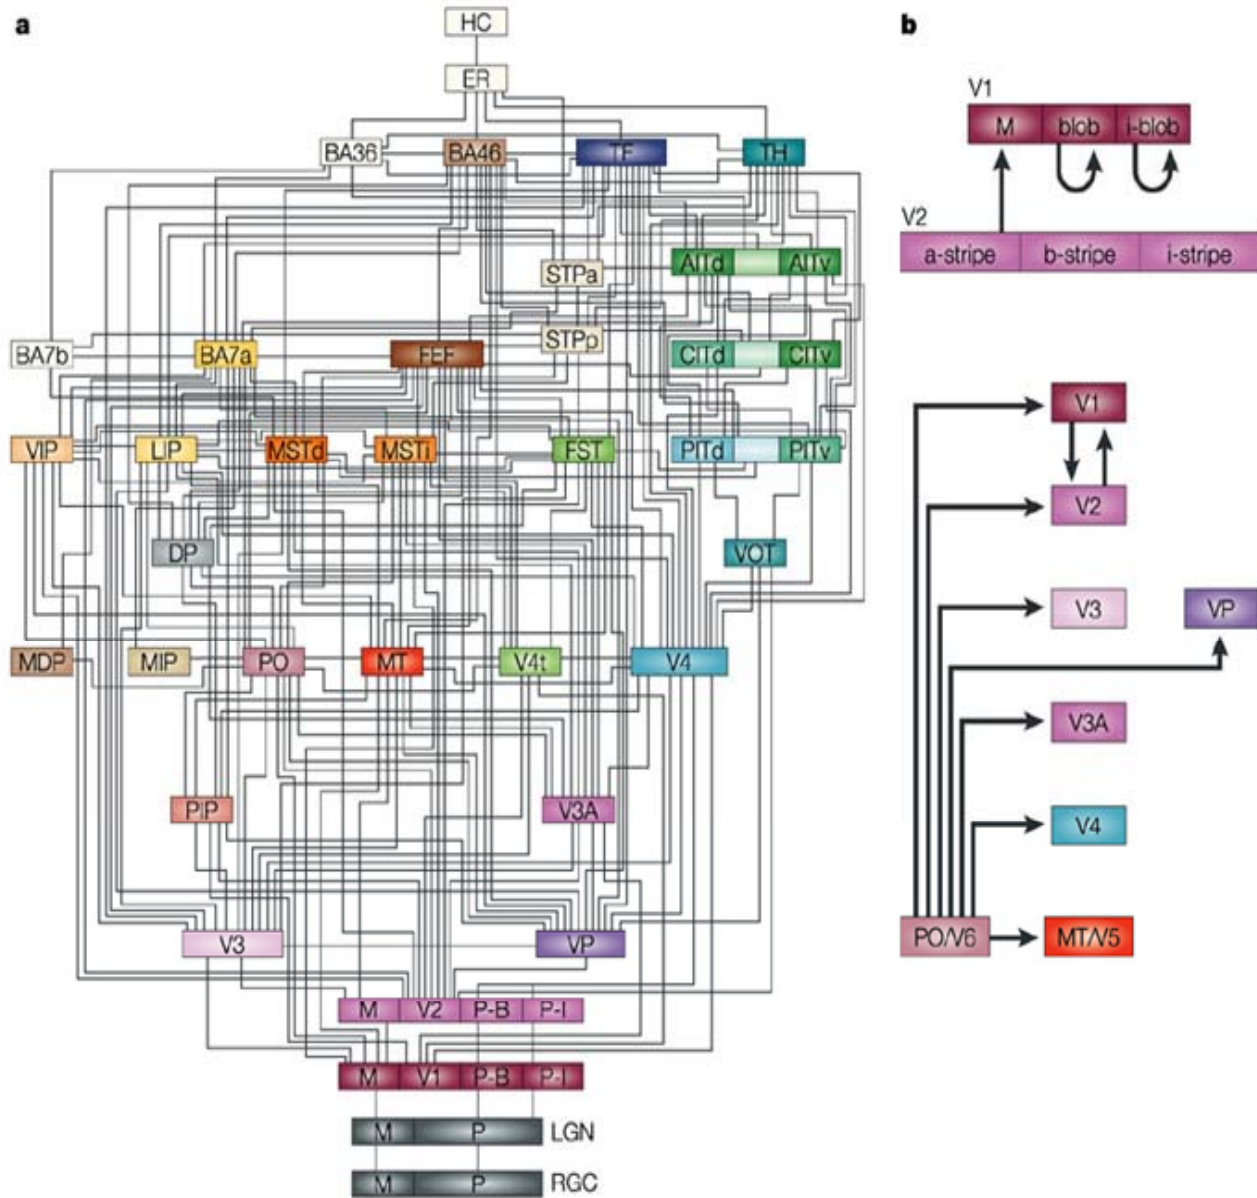 a
HC
ER
BA36 BA46 TF TH
AITd AITv
STPa
STPp
BA7b BA7a FEF CITd CITv
VIP LIP MSTd MSTi FST PITd PITv
DP VOT
MDP MIP PO MT V4t V4
PIP V3A
V3 VP
M V2 P-B P-I
M V1 P-B P-I
M P LGN
M P RGC
b
V1
M blob i-blob
V2
a-stripe b-stripe i-stripe
V1
V2
V3 VP
V3A
V4
PO/V6 MT/V5